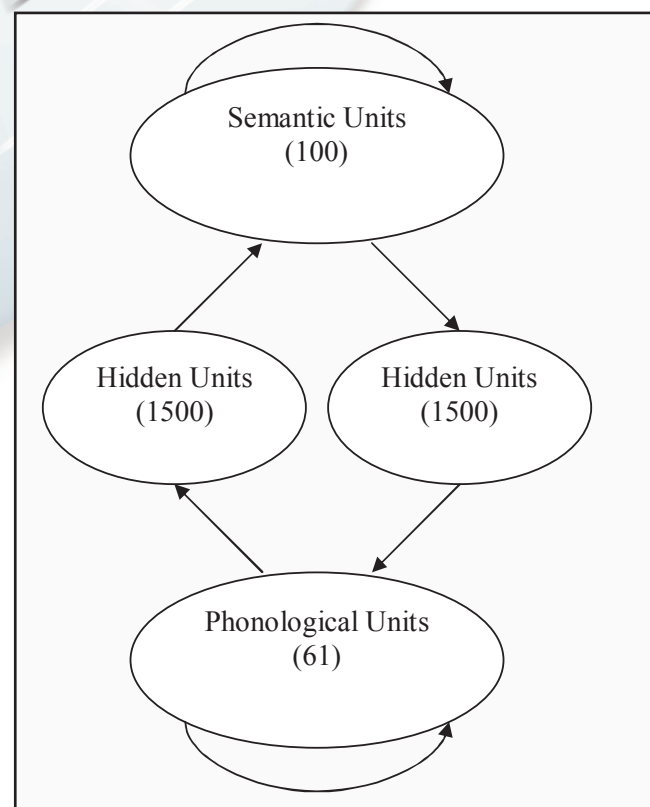 Semantic Units
(100)
Hidden Units
(1500)
Hidden Units
(1500)
Phonological Units
(61)